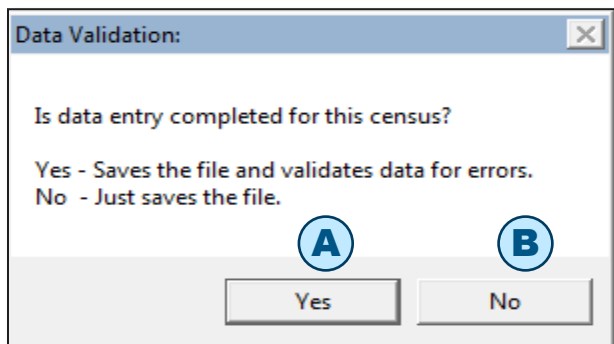 Data Validation:
Is data entry completed for this census?
Yes - Saves the file and validates data for errors.
No - Just saves the file.
A B
Yes No